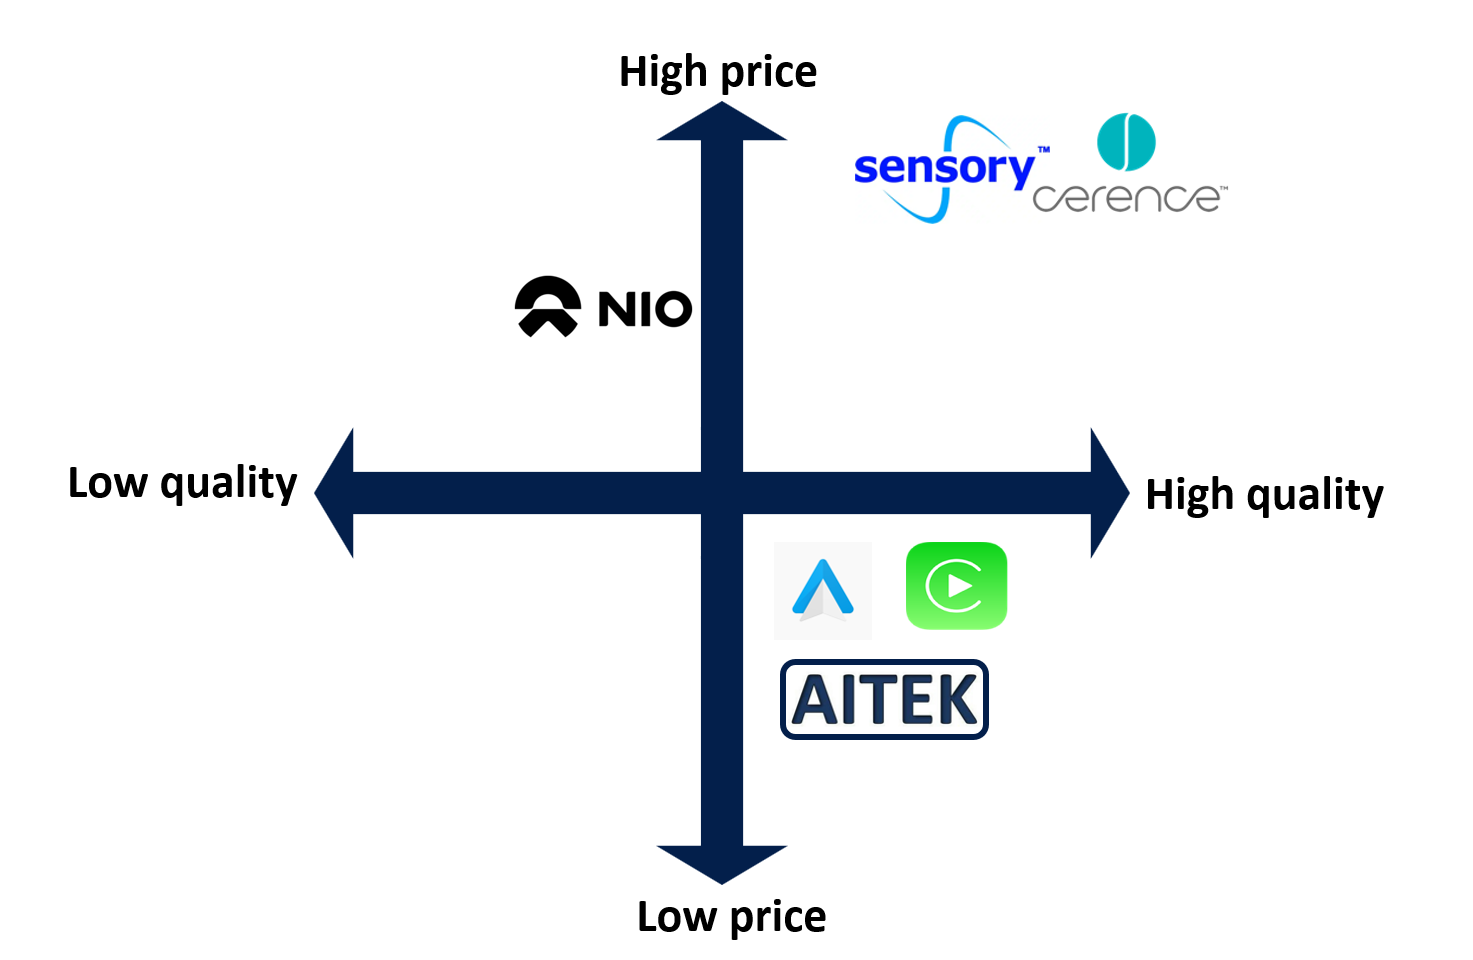 High price
sensory™
cerence™
NIO
Low quality
High quality
AITEK
Low price